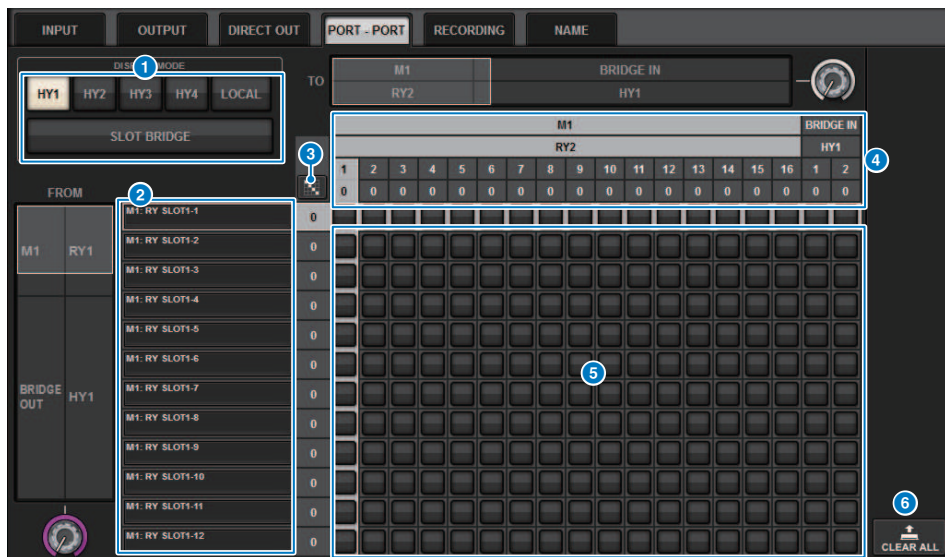 INPUT OUTPUT DIRECT OUT PORT - PORT RECORDING NAME
1
HY1 HY2 HY3 HY4 LOCAL
SLOT BRIDGE
TO M1 BRIDGE IN
RY2 HY1
M1 BRIDGE IN
RY2 HY1
3 4
1 2 3 4 5 6 7 8 9 10 11 12 13 14 15 16 1 2
0 0 0 0 0 0 0 0 0 0 0 0 0 0 0 0 0 0
FROM 2
M1 RY1
BRIDGE OUT HY1
M1: RY SLOT1-1 0
M1: RY SLOT1-2 0
M1: RY SLOT1-3 0
M1: RY SLOT1-4 0
M1: RY SLOT1-5 0
M1: RY SLOT1-6 0
5
M1: RY SLOT1-7 0
M1: RY SLOT1-8 0
M1: RY SLOT1-9 0
M1: RY SLOT1-10 0
M1: RY SLOT1-11 0
M1: RY SLOT1-12 0
6
CLEAR ALL